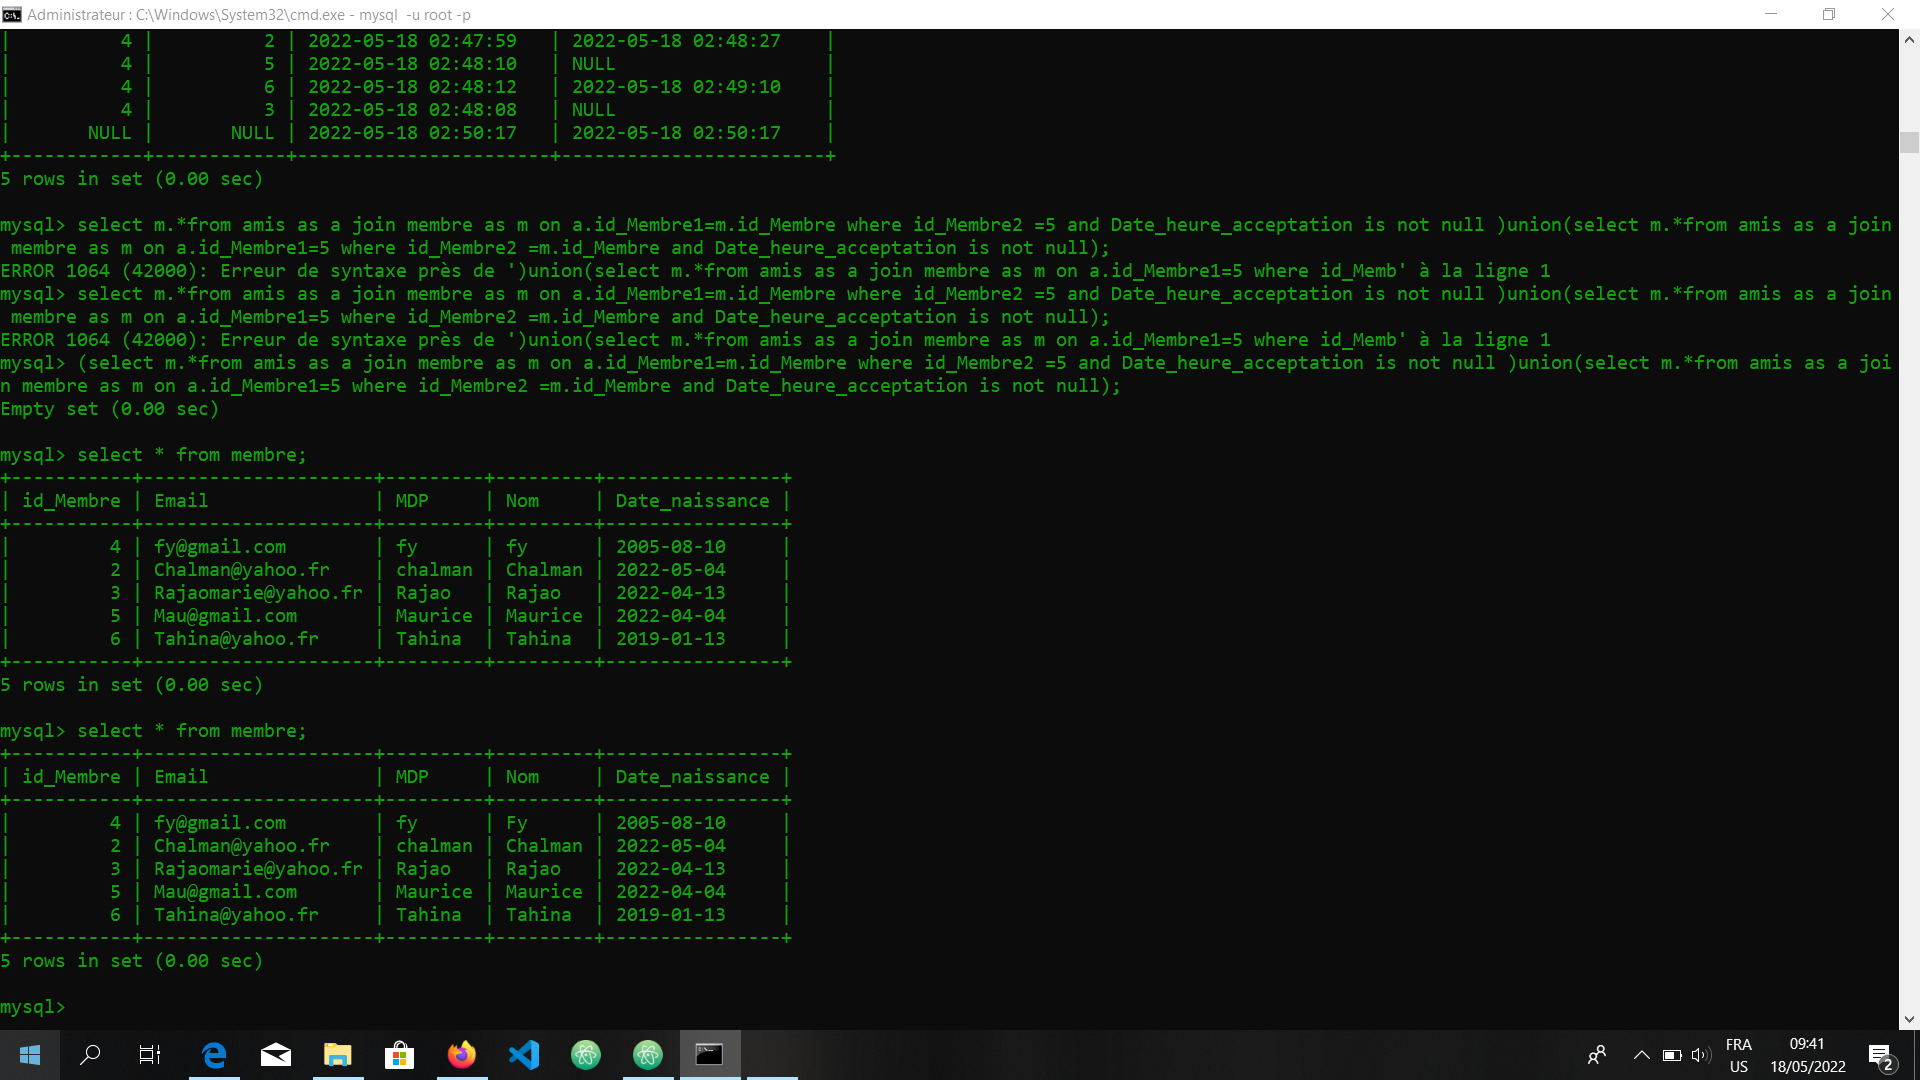 Administrateur : C:\Windows\System32\cmd.exe - mysql  -u root -p
|          4 |          2 | 2022-05-18 02:47:59   | 2022-05-18 02:48:27    |
|          4 |          5 | 2022-05-18 02:48:10   | NULL                   |
|          4 |          6 | 2022-05-18 02:48:12   | 2022-05-18 02:49:10    |
|          4 |          3 | 2022-05-18 02:48:08   | NULL                   |
|       NULL |       NULL | 2022-05-18 02:50:17   | 2022-05-18 02:50:17    |
+------------+------------+-----------------------+------------------------+
5 rows in set (0.00 sec)
mysql> select m.*from amis as a join membre as m on a.id_Membre1=m.id_Membre where id_Membre2 =5 and Date_heure_acceptation is not null )union(select m.*from amis as a join
 membre as m on a.id_Membre1=5 where id_Membre2 =m.id_Membre and Date_heure_acceptation is not null);
ERROR 1064 (42000): Erreur de syntaxe près de ')union(select m.*from amis as a join membre as m on a.id_Membre1=5 where id_Memb' à la ligne 1
mysql> select m.*from amis as a join membre as m on a.id_Membre1=m.id_Membre where id_Membre2 =5 and Date_heure_acceptation is not null )union(select m.*from amis as a join
 membre as m on a.id_Membre1=5 where id_Membre2 =m.id_Membre and Date_heure_acceptation is not null);
ERROR 1064 (42000): Erreur de syntaxe près de ')union(select m.*from amis as a join membre as m on a.id_Membre1=5 where id_Memb' à la ligne 1
mysql> (select m.*from amis as a join membre as m on a.id_Membre1=m.id_Membre where id_Membre2 =5 and Date_heure_acceptation is not null )union(select m.*from amis as a joi
n membre as m on a.id_Membre1=5 where id_Membre2 =m.id_Membre and Date_heure_acceptation is not null);
Empty set (0.00 sec)
mysql> select * from membre;
+-----------+---------------------+---------+---------+----------------+
| id_Membre | Email               | MDP     | Nom     | Date_naissance |
+-----------+---------------------+---------+---------+----------------+
|         4 | fy@gmail.com        | fy      | fy      | 2005-08-10     |
|         2 | Chalman@yahoo.fr    | chalman | Chalman | 2022-05-04     |
|         3 | Rajaomarie@yahoo.fr | Rajao   | Rajao   | 2022-04-13     |
|         5 | Mau@gmail.com       | Maurice | Maurice | 2022-04-04     |
|         6 | Tahina@yahoo.fr     | Tahina  | Tahina  | 2019-01-13     |
+-----------+---------------------+---------+---------+----------------+
5 rows in set (0.00 sec)
mysql> select * from membre;
+-----------+---------------------+---------+---------+----------------+
| id_Membre | Email               | MDP     | Nom     | Date_naissance |
+-----------+---------------------+---------+---------+----------------+
|         4 | fy@gmail.com        | fy      | Fy      | 2005-08-10     |
|         2 | Chalman@yahoo.fr    | chalman | Chalman | 2022-05-04     |
|         3 | Rajaomarie@yahoo.fr | Rajao   | Rajao   | 2022-04-13     |
|         5 | Mau@gmail.com       | Maurice | Maurice | 2022-04-04     |
|         6 | Tahina@yahoo.fr     | Tahina  | Tahina  | 2019-01-13     |
+-----------+---------------------+---------+---------+----------------+
5 rows in set (0.00 sec)
mysql>
FRA
US
09:41
18/05/2022
2